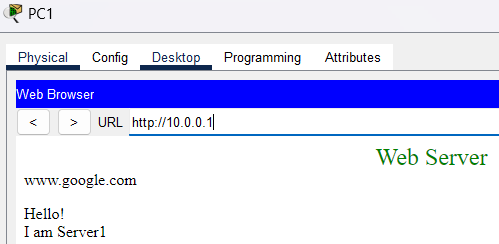 PC1
Physical Config Desktop Programming Attributes
Web Browser
< > URL http://10.0.0.1
Web Server
www.google.com
Hello!
I am Server1